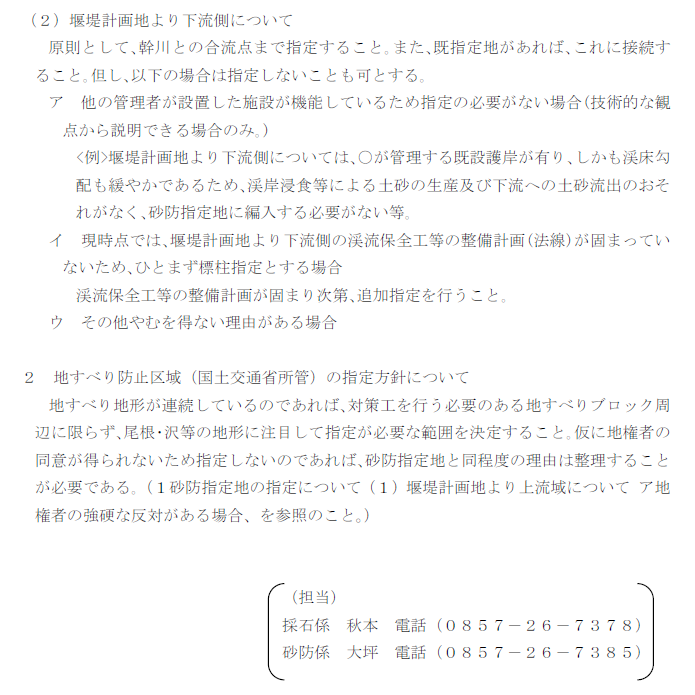 （２）堰堤計画地より下流側について
原則として、幹川との合流点まで指定すること。また、既指定地があれば、これに接続す
ること。但し、以下の場合は指定しないことも可とする。
ア　他の管理者が設置した施設が機能しているため指定の必要がない場合（技術的な観
点から説明できる場合のみ。）
<例>堰堤計画地より下流側については、〇が管理する既設護岸が有り、しかも渓床勾
配も緩やかであるため、渓岸浸食等による土砂の生産及び下流への土砂流出のおそ
れがなく、砂防指定地に編入する必要がない等。
イ　現時点では、堰堤計画地より下流側の渓流保全工等の整備計画（法線）が固まってい
ないため、ひとまず標柱指定とする場合
渓流保全工等の整備計画が固まり次第、追加指定を行うこと。
ウ　その他やむを得ない理由がある場合
２　地すべり防止区域（国土交通省所管）の指定方針について
地すべり地形が連続しているのであれば、対策工を行う必要のある地すべりブロック周
辺に限らず、尾根・沢等の地形に注目して指定が必要な範囲を決定すること。仮に地権者の
同意が得られないため指定しないのであれば、砂防指定地と同程度の理由は整理すること
が必要である。（１砂防指定地の指定について（１）堰堤計画地より上流域について ア地
権者の強硬な反対がある場合、を参照のこと。）
（担当）
採石係　秋本　電話（０８５７－２６－７３７８）
砂防係　大坪　電話（０８５７－２６－７３８５）